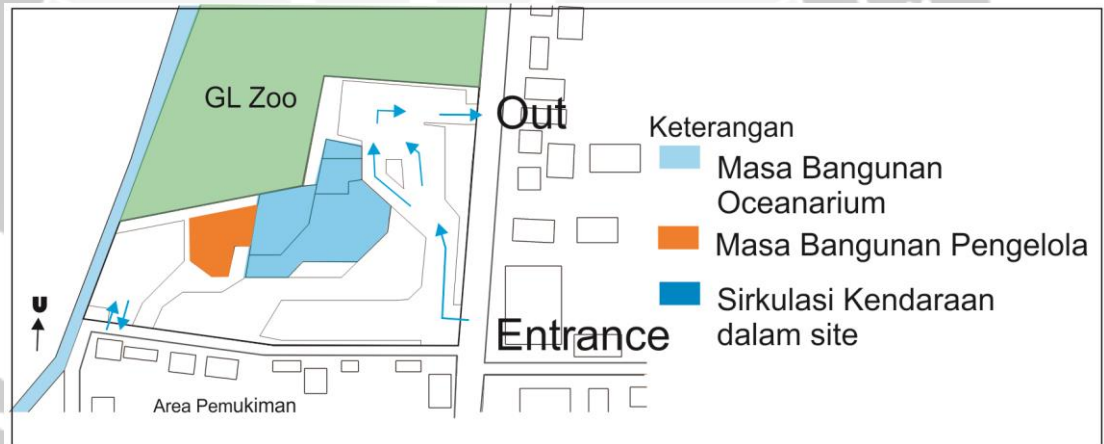 GL Zoo
Out
Keterangan
Masa Bangunan
Oceanarium
Masa Bangunan Pengelola
Sirkulasi Kendaraan
dalam site
U
Entrance
Area Pemukiman